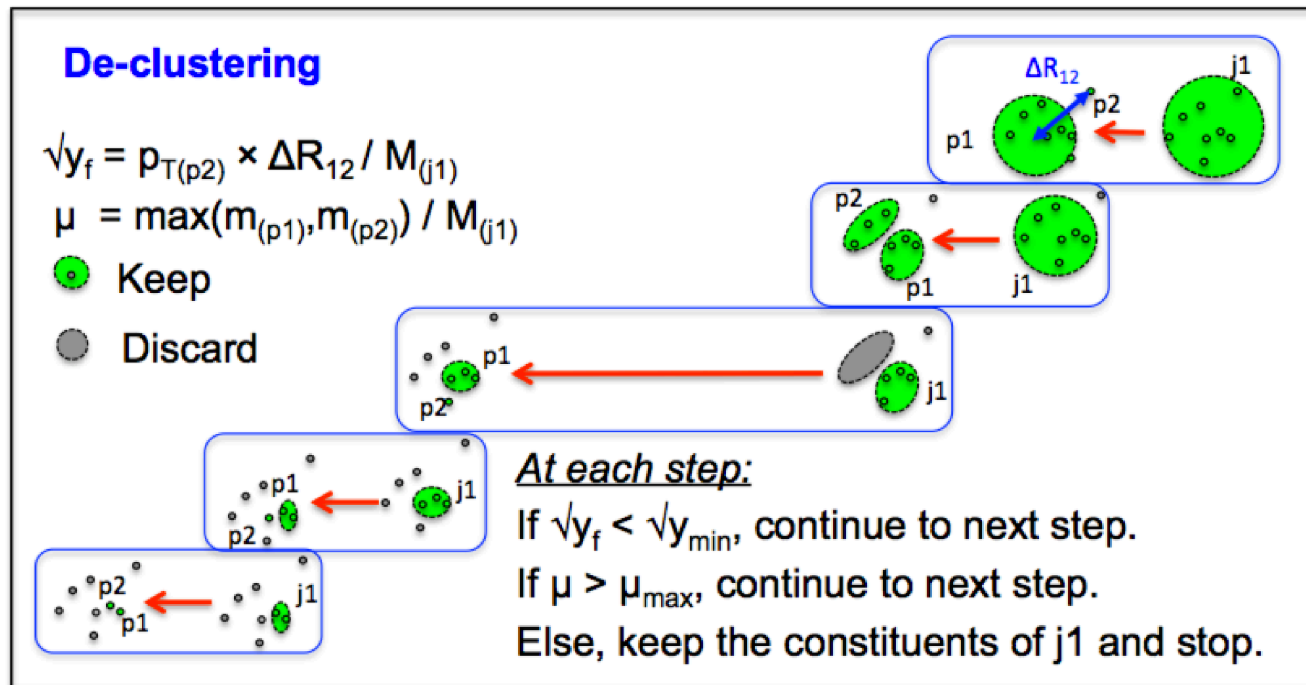 De-clustering
√y_f = p_T(p2) × ΔR_12 / M_(j1)
μ = max(m_(p1),m_(p2)) / M_(j1)
Keep
Discard
ΔR_12
j1
p2
p1
p2
p1
j1
p1
p2
j1
p1
p2
j1
p2
p1
j1
At each step:
If √y_f < √y_min, continue to next step.
If μ > μ_max, continue to next step.
Else, keep the constituents of j1 and stop.